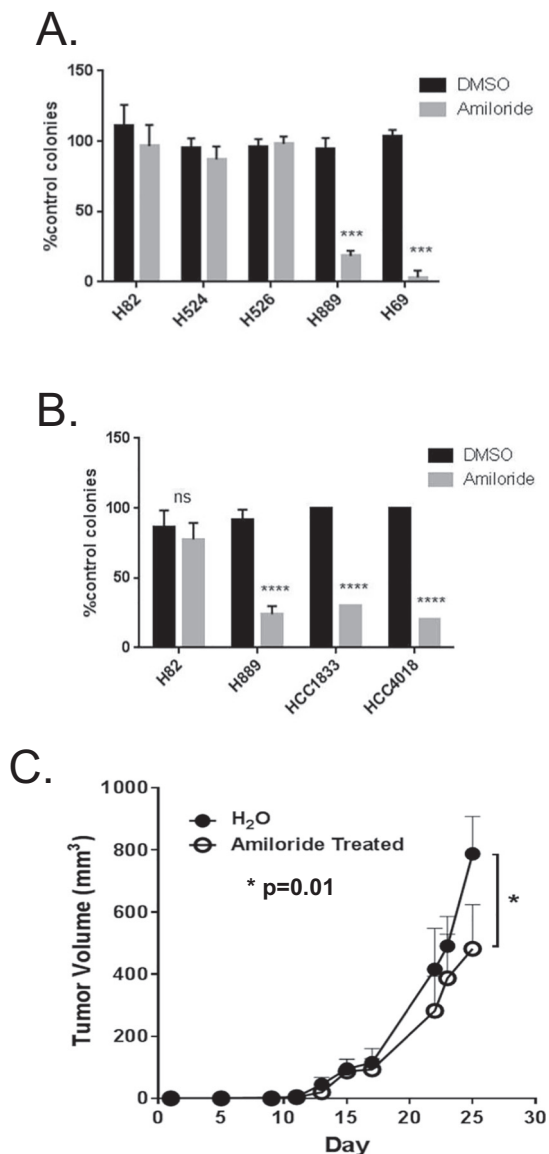 A.
150
100
50
0
%control colonies
DMSO
Amiloride
***
***
H82
H524
H526
H889
H69
B.
150
100
50
0
%control colonies
DMSO
Amiloride
ns
****
****
****
H82
H889
HCC1833
HCC4018
C.
1000
800
600
400
200
0
Tumor Volume (mm³)
H₂O
Amiloride Treated
* p=0.01
*
0 5 10 15 20 25 30
Day